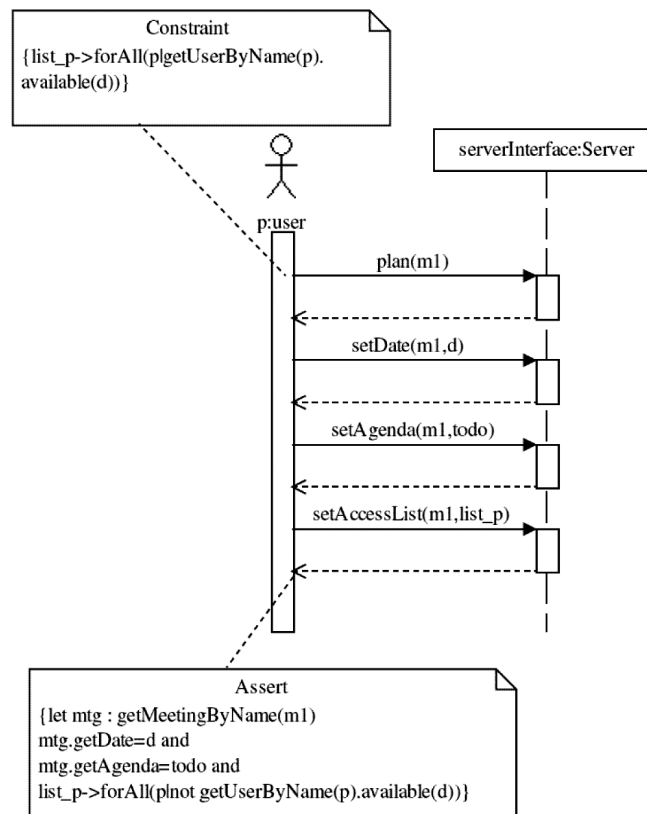 Constraint
{list_p->forAll(p|getUserByName(p).
available(d))}
serverInterface:Server
p:user
plan(m1)
setDate(m1,d)
setAgenda(m1,todo)
setAccessList(m1,list_p)
Assert
{let mtg : getMeetingByName(m1)
mtg.getDate=d and
mtg.getAgenda=todo and
list_p->forAll(p|not getUserByName(p).available(d))}